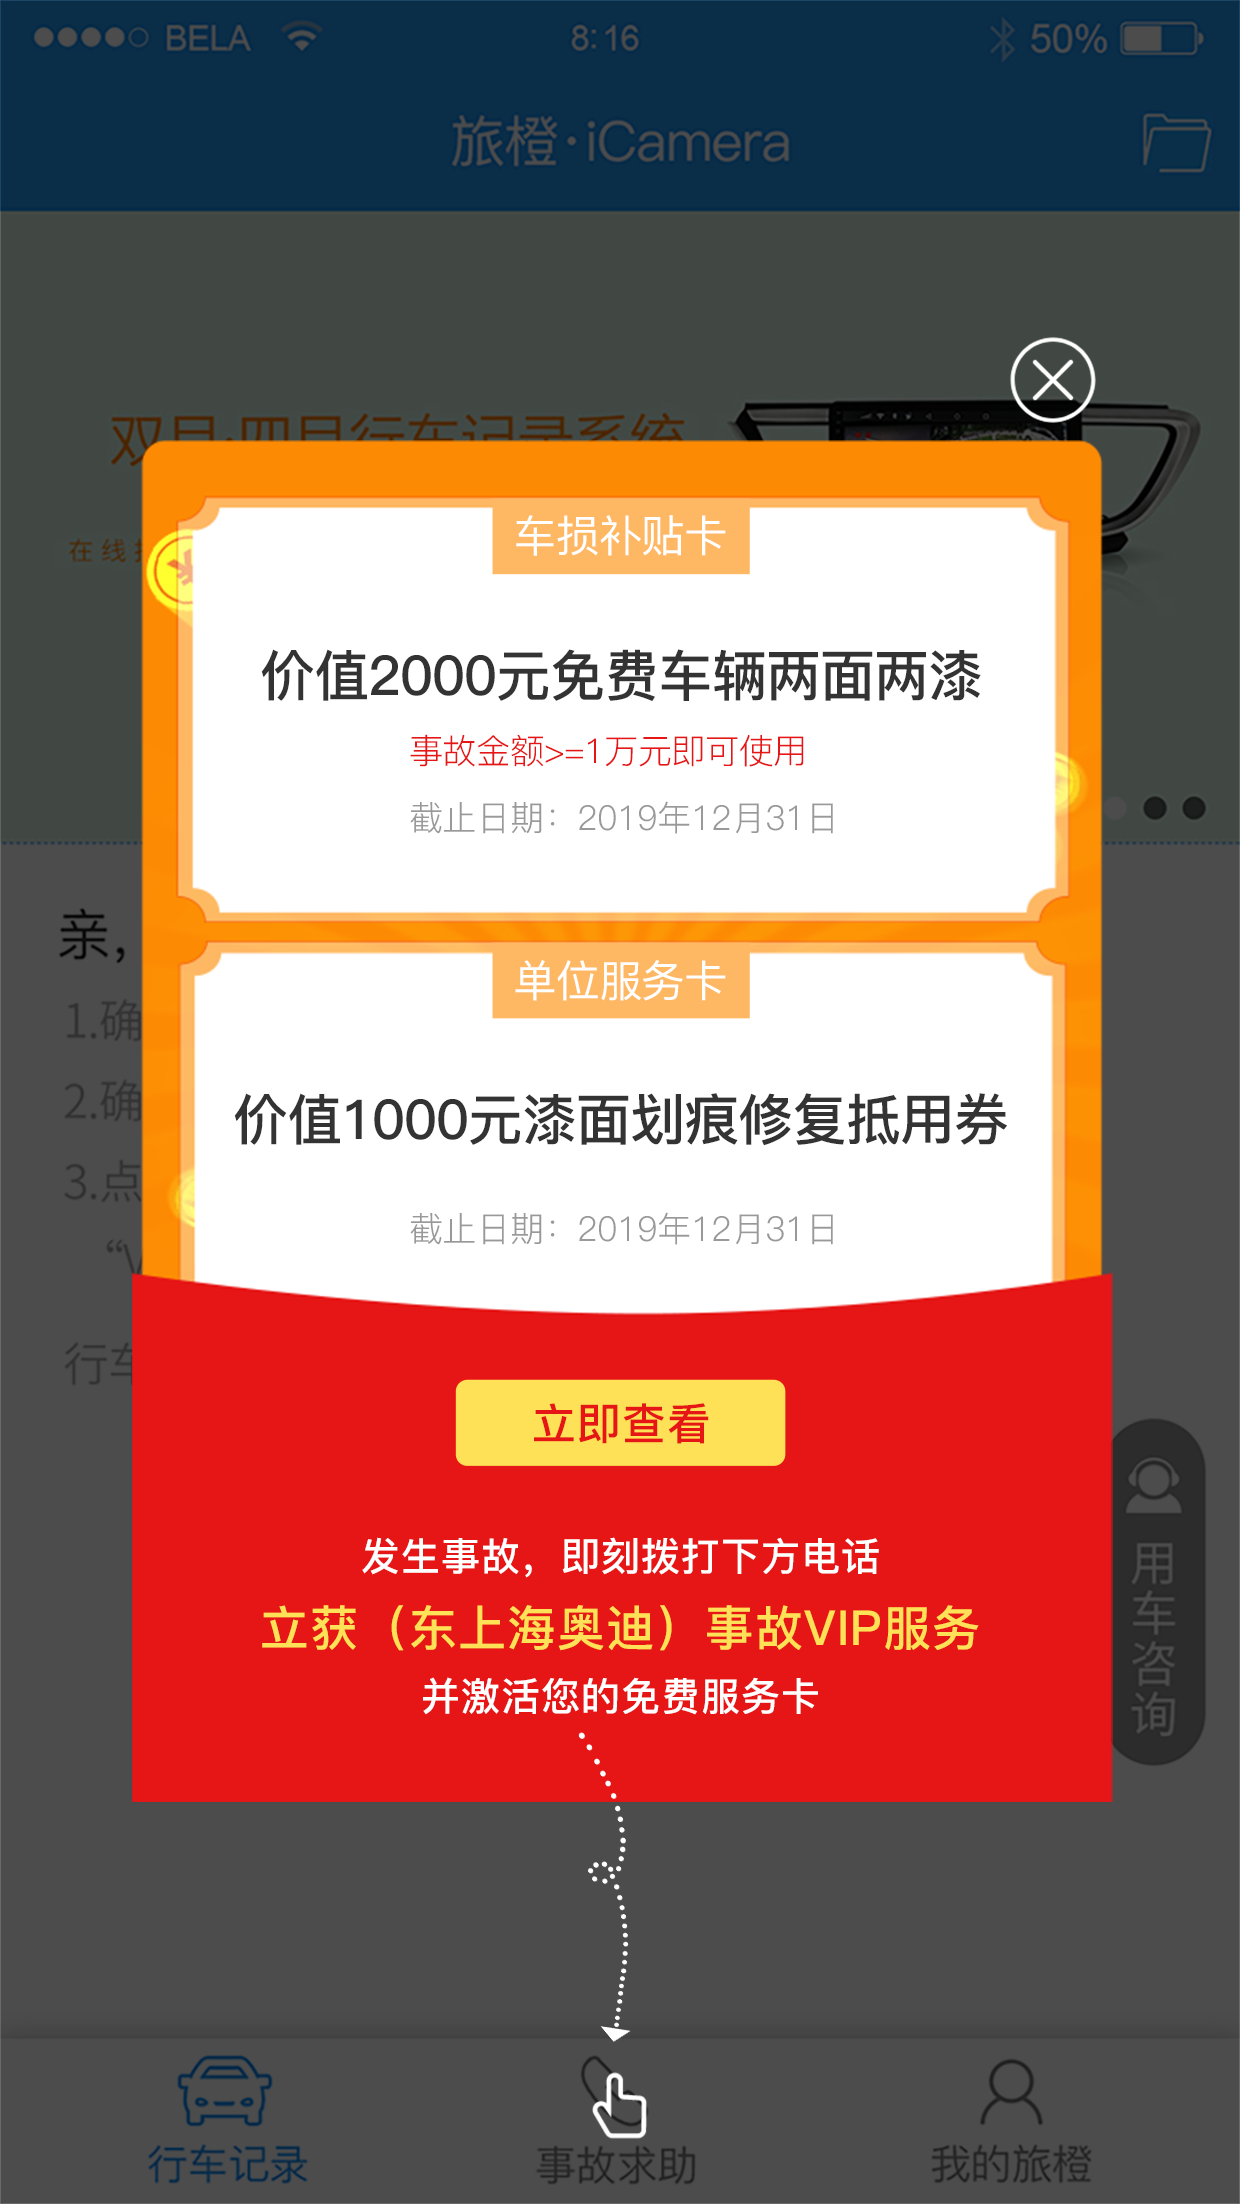 BELA
8:16
50%
旅橙·iCamera
双目·四目行车记录系统
在线
车损补贴卡
价值2000元免费车辆两面两漆
事故金额>=1万元即可使用
截止日期：2019年12月31日
亲，
单位服务卡
1.确
2.确
价值1000元漆面划痕修复抵用券
3.点
截止日期：2019年12月31日
行车
立即查看
用车咨询
发生事故，即刻拨打下方电话
立获（东上海奥迪）事故VIP服务
并激活您的免费服务卡
行车记录
事故求助
我的旅橙